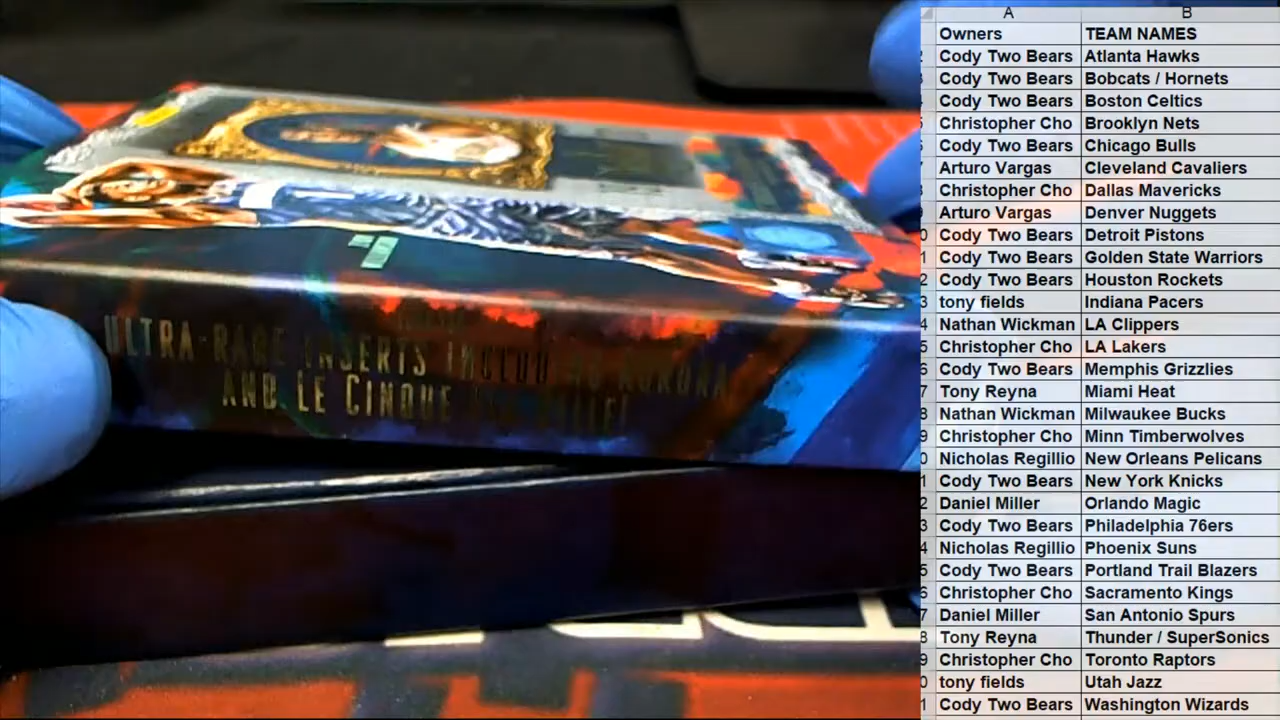 A B
Owners TEAM NAMES
Cody Two Bears Atlanta Hawks
Cody Two Bears Bobcats / Hornets
Cody Two Bears Boston Celtics
Christopher Cho Brooklyn Nets
Cody Two Bears Chicago Bulls
Arturo Vargas Cleveland Cavaliers
Christopher Cho Dallas Mavericks
Arturo Vargas Denver Nuggets
Cody Two Bears Detroit Pistons
Cody Two Bears Golden State Warriors
Cody Two Bears Houston Rockets
tony fields Indiana Pacers
Nathan Wickman LA Clippers
Christopher Cho LA Lakers
Cody Two Bears Memphis Grizzlies
Tony Reyna Miami Heat
Nathan Wickman Milwaukee Bucks
Christopher Cho Minn Timberwolves
Nicholas Regillio New Orleans Pelicans
Cody Two Bears New York Knicks
Daniel Miller Orlando Magic
Cody Two Bears Philadelphia 76ers
Nicholas Regillio Phoenix Suns
Cody Two Bears Portland Trail Blazers
Christopher Cho Sacramento Kings
Daniel Miller San Antonio Spurs
Tony Reyna Thunder / SuperSonics
Christopher Cho Toronto Raptors
tony fields Utah Jazz
Cody Two Bears Washington Wizards
#1
ULTRA-RARE INSERTS
AND LE CINQUE